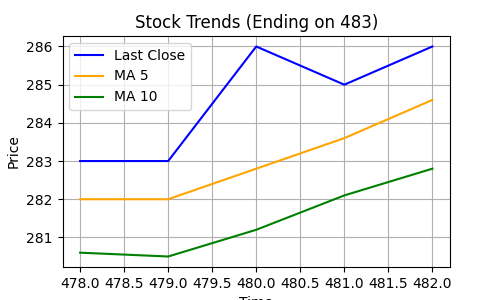 Stock Trends (Ending on 483)
Last Close
MA 5
MA 10
Price
286
285
284
283
282
281
478.0 478.5 479.0 479.5 480.0 480.5 481.0 481.5 482.0
Time